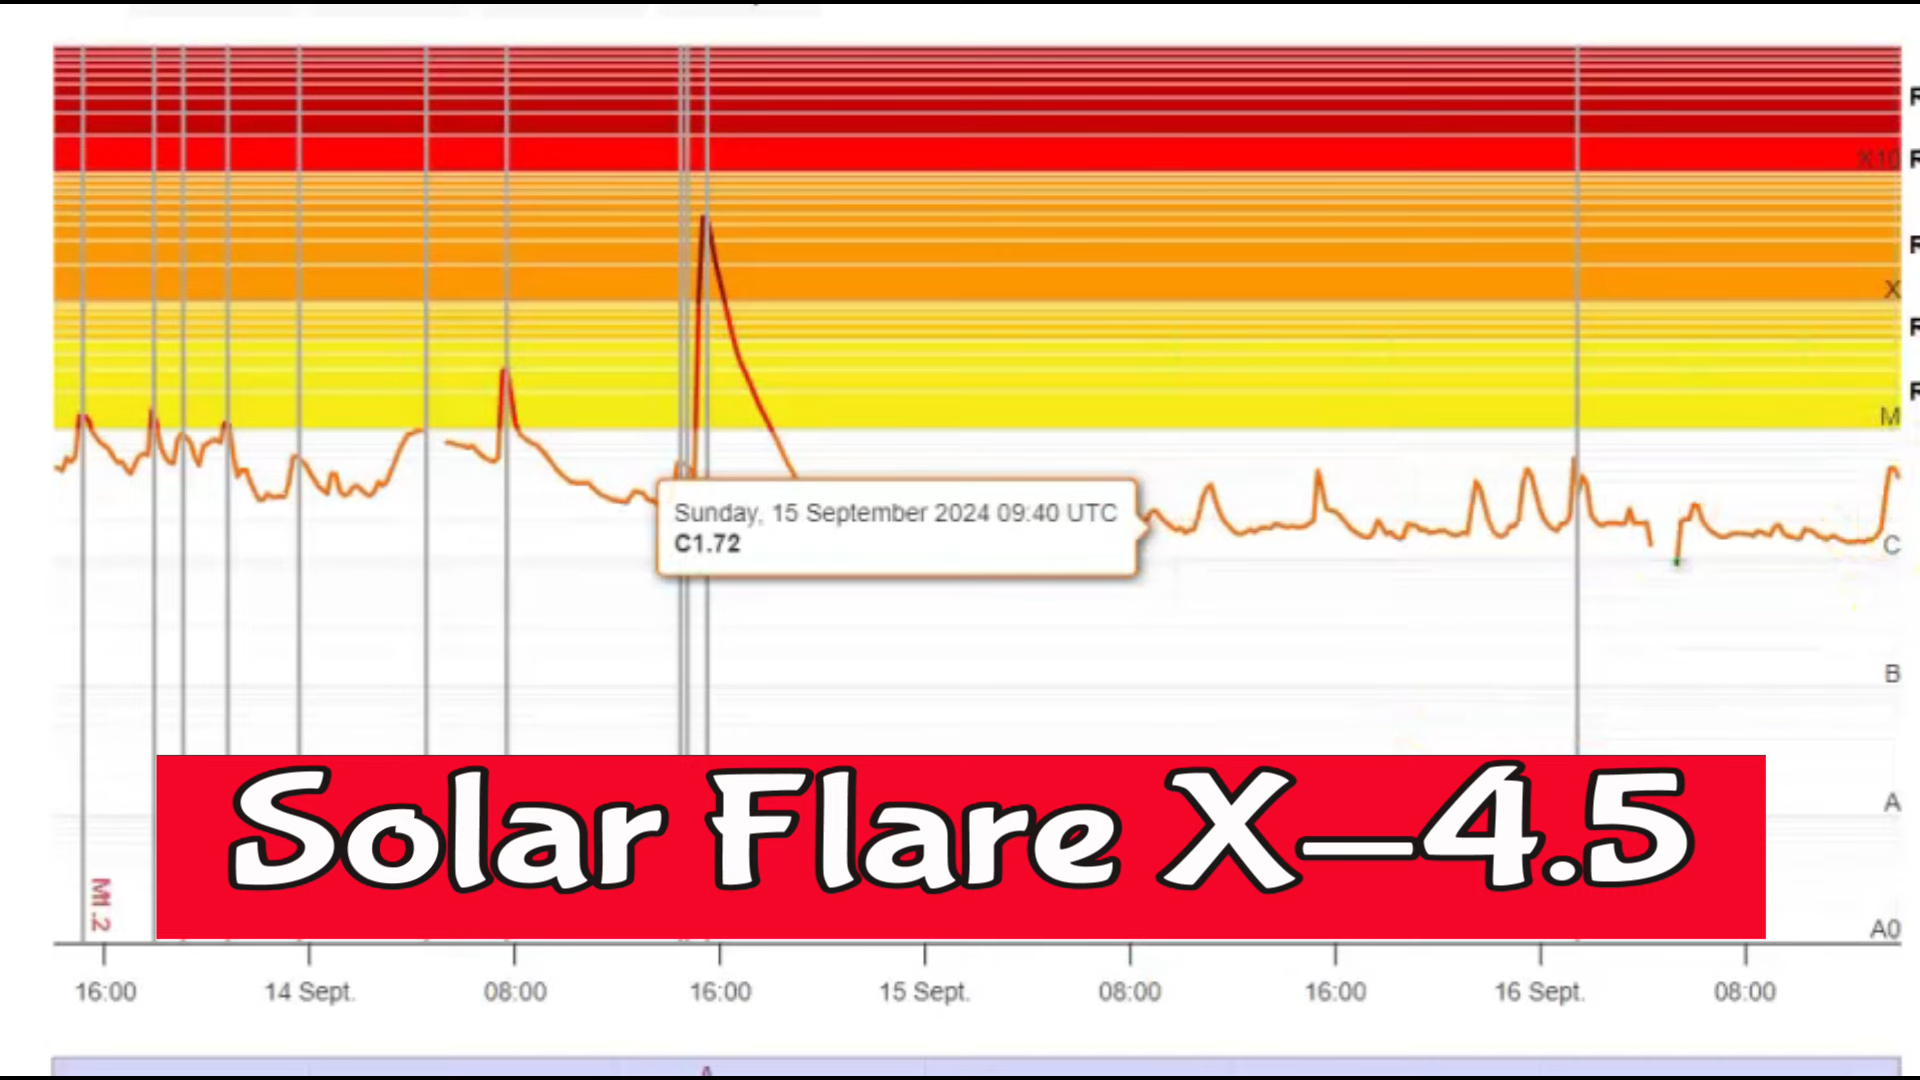 R
X10 R
R
X
R
R
M
Sunday, 15 September 2024 09:40 UTC
C1.72
C
B
Solar Flare X-4.5
A
M1.2
A0
16:00 14 Sept. 08:00 16:00 15 Sept. 08:00 16:00 16 Sept. 08:00
A